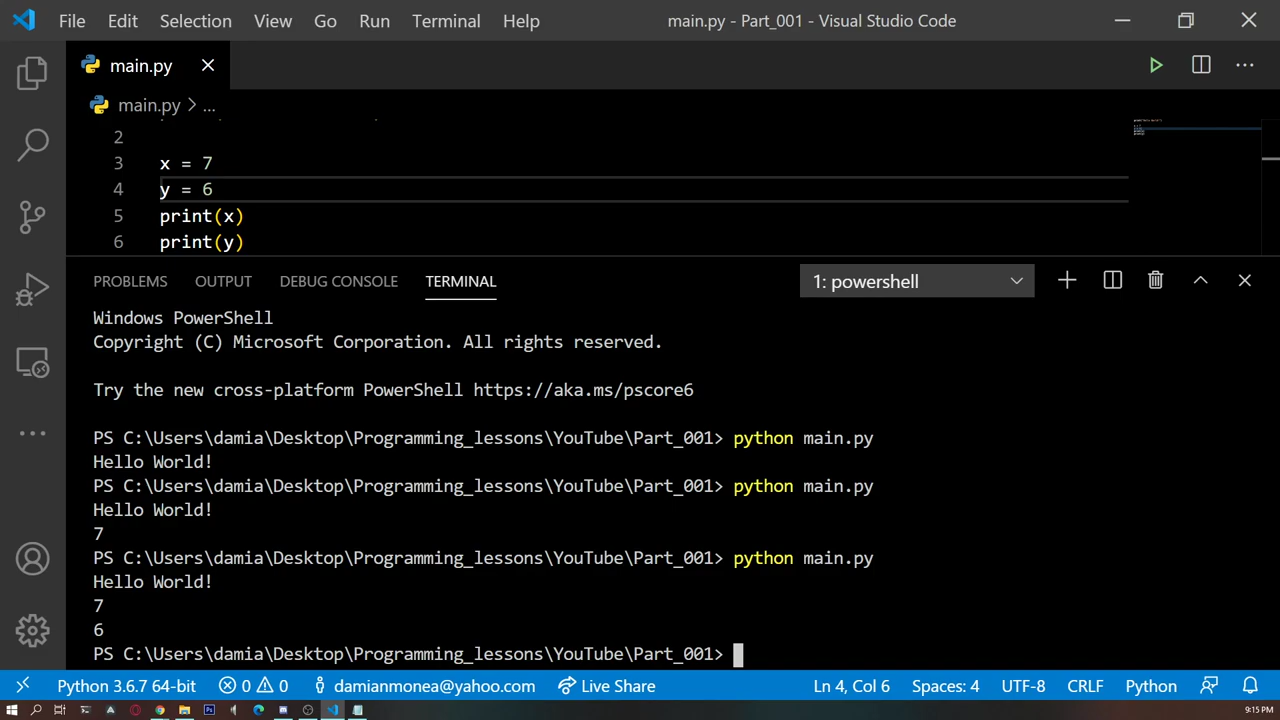 File Edit Selection View Go Run Terminal Help main.py - Part_001 - Visual Studio Code
main.py
main.py > ...
2
3 x = 7
4 y = 6
5 print(x)
6 print(y)
PROBLEMS OUTPUT DEBUG CONSOLE TERMINAL 1: powershell
Windows PowerShell
Copyright (C) Microsoft Corporation. All rights reserved.
Try the new cross-platform PowerShell https://aka.ms/pscore6
PS C:\Users\damia\Desktop\Programming_lessons\YouTube\Part_001> python main.py
Hello World!
PS C:\Users\damia\Desktop\Programming_lessons\YouTube\Part_001> python main.py
Hello World!
7
PS C:\Users\damia\Desktop\Programming_lessons\YouTube\Part_001> python main.py
Hello World!
7
6
PS C:\Users\damia\Desktop\Programming_lessons\YouTube\Part_001>
Python 3.6.7 64-bit 0 0 damianmonea@yahoo.com Live Share Ln 4, Col 6 Spaces: 4 UTF-8 CRLF Python
9:15 PM